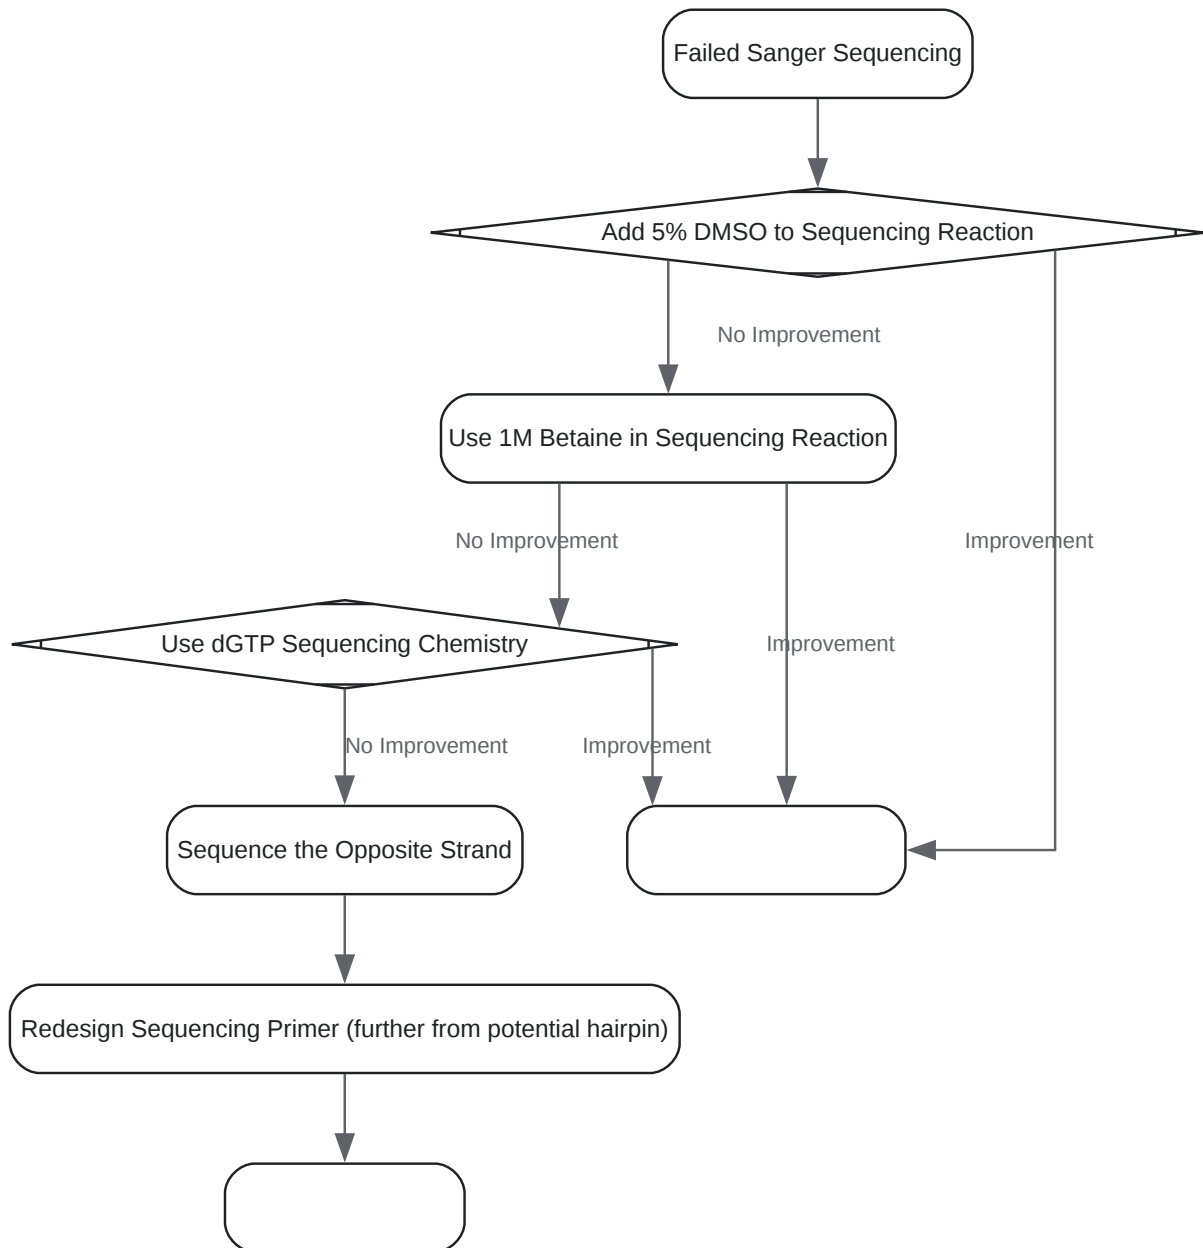 Failed Sanger Sequencing
Add 5% DMSO to Sequencing Reaction
No Improvement
Use 1M Betaine in Sequencing Reaction
No Improvement
Improvement
Use dGTP Sequencing Chemistry
Improvement
No Improvement
Improvement
Sequence the Opposite Strand
Redesign Sequencing Primer (further from potential hairpin)